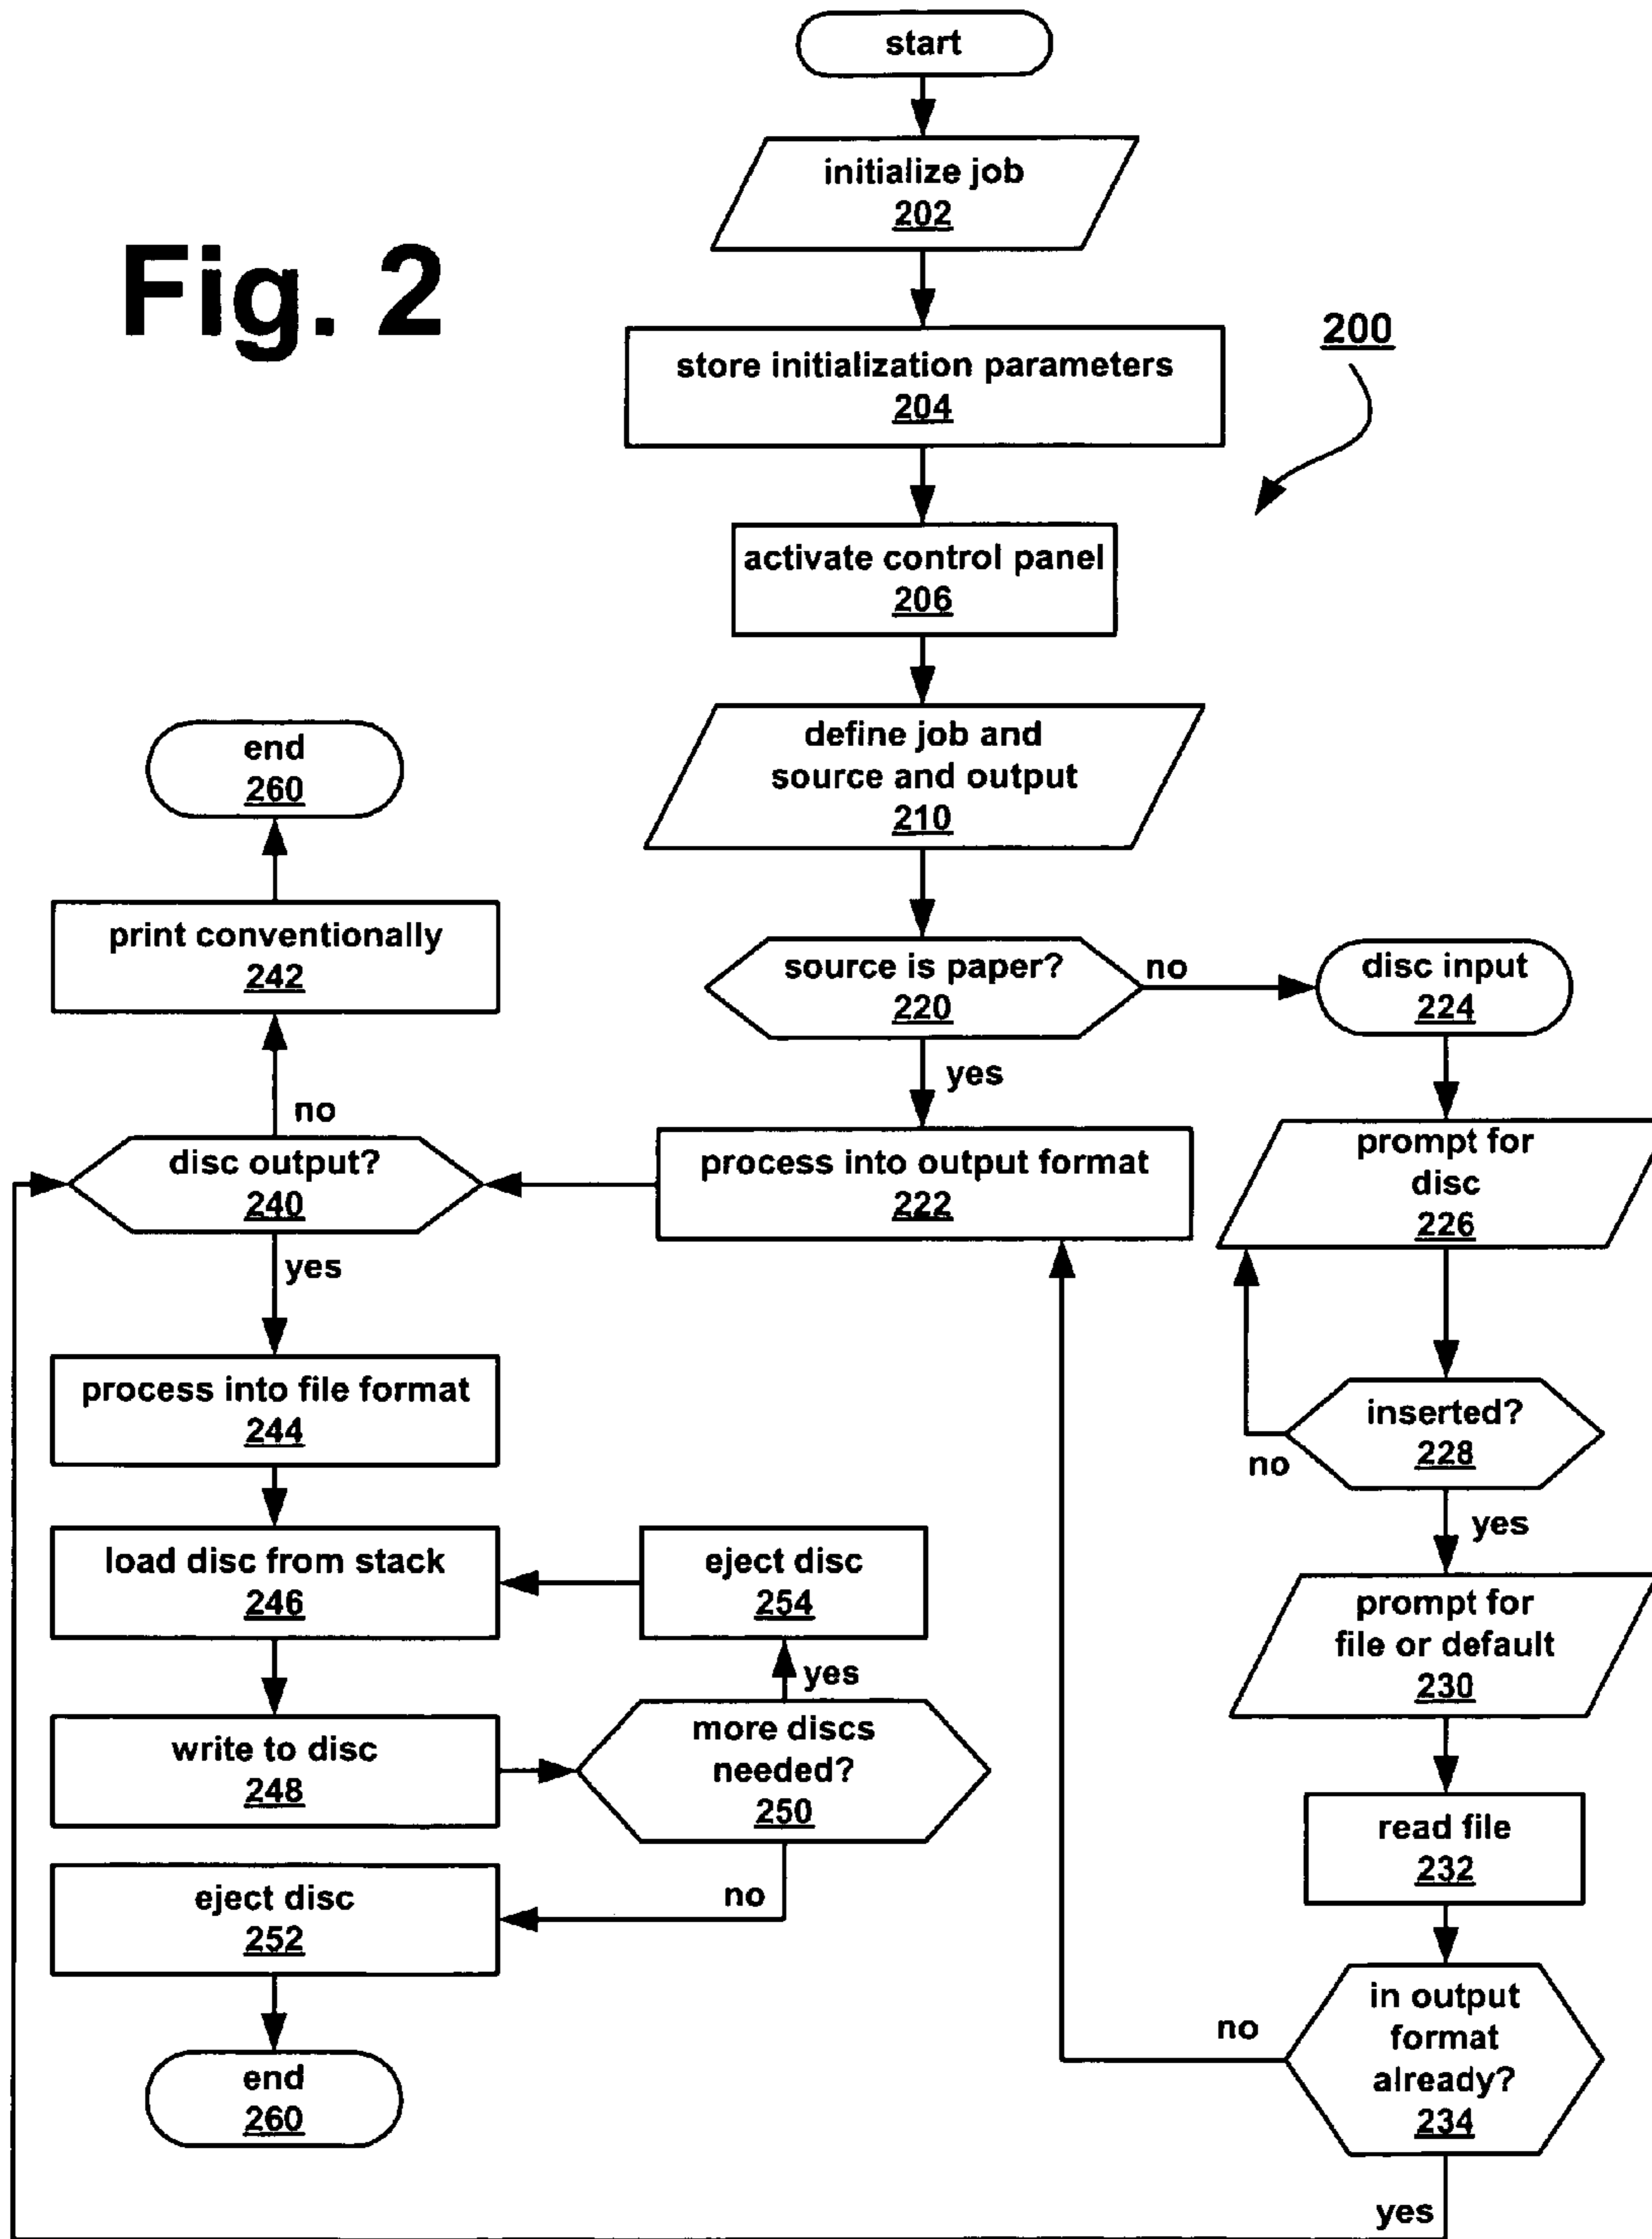 start
initialize job
202
Fig. 2
store initialization parameters
204
200
activate control panel
206
define job and
source and output
210
end
260
print conventionally
242
source is paper?
220
no
disc input
224
yes
no
disc output?
240
process into output format
222
prompt for
disc
226
yes
process into file format
244
inserted?
228
no
yes
load disc from stack
246
eject disc
254
prompt for
file or default
230
yes
write to disc
248
more discs
needed?
250
read file
232
no
eject disc
252
in output
format
already?
234
no
end
260
yes